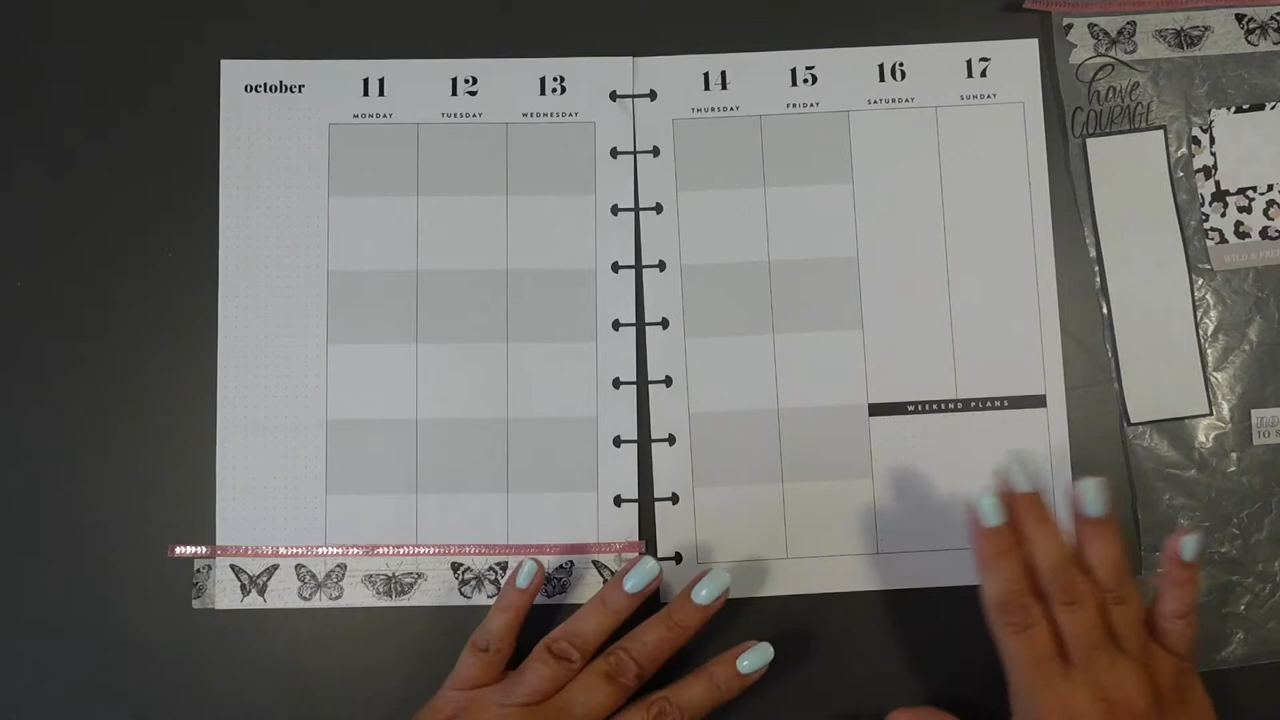 october
11 12 13
MONDAY TUESDAY WEDNESDAY
14 15 16 17
THURSDAY FRIDAY SATURDAY SUNDAY
WEEKEND PLANS
have
COURAGE
WILD & FREE
TO